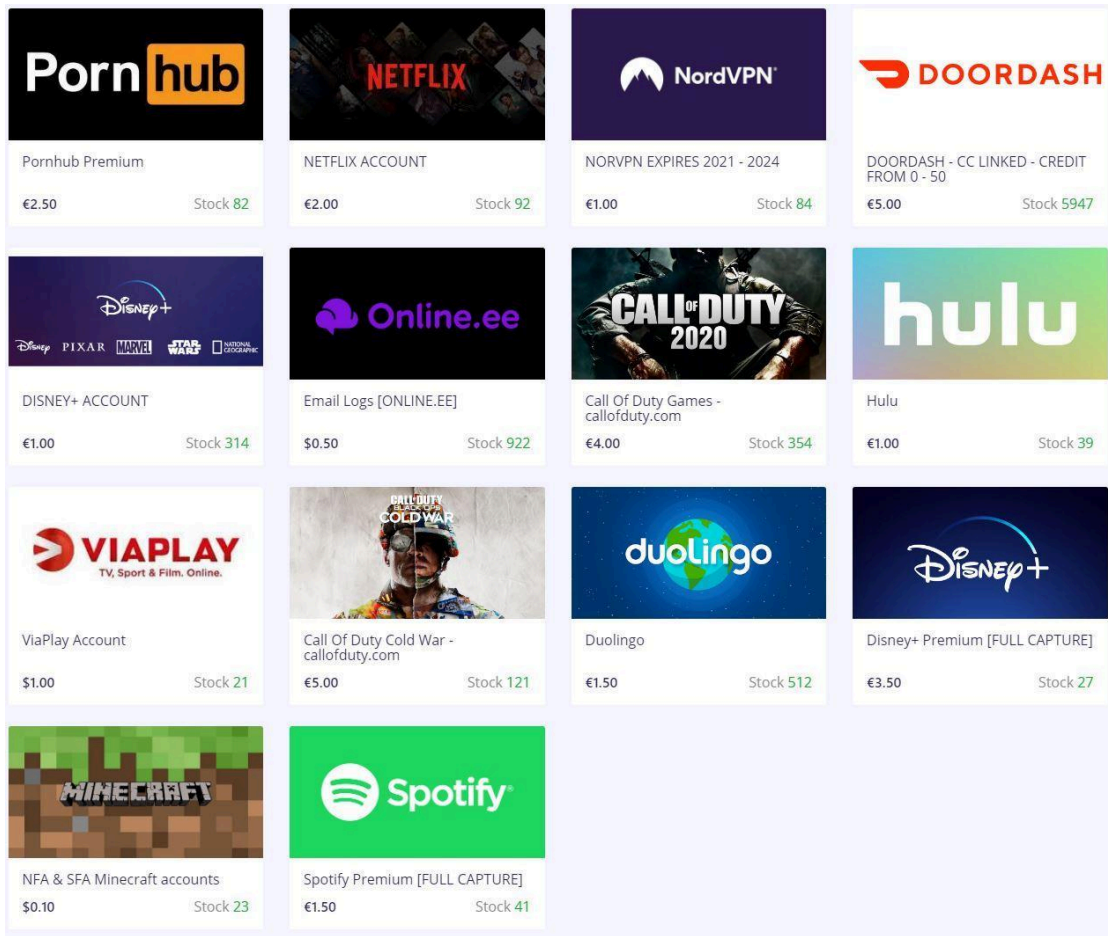 Pornhub
NETFLIX
NordVPN®
DOORDASH
Pornhub Premium
NETFLIX ACCOUNT
NORVPN EXPIRES 2021 - 2024
DOORDASH - CC LINKED - CREDIT
FROM 0 - 50
€2.50 Stock 82
€2.00 Stock 92
€1.00 Stock 84
€5.00 Stock 5947
Disney+
Disney PIXAR MARVEL STAR WARS NATIONAL GEOGRAPHIC
Online.ee
CALL OF DUTY
2020
hulu
DISNEY+ ACCOUNT
Email Logs [ONLINE.EE]
Call Of Duty Games -
callofduty.com
Hulu
€1.00 Stock 314
$0.50 Stock 922
€4.00 Stock 354
€1.00 Stock 39
VIAPLAY
TV, Sport & Film. Online.
CALL OF DUTY
BLACK OPS
COLD WAR
duolingo
Disney+
ViaPlay Account
Call Of Duty Cold War -
callofduty.com
Duolingo
Disney+ Premium [FULL CAPTURE]
$1.00 Stock 21
€5.00 Stock 121
€1.50 Stock 512
€3.50 Stock 27
MINECRAFT
Spotify®
NFA & SFA Minecraft accounts
Spotify Premium [FULL CAPTURE]
$0.10 Stock 23
€1.50 Stock 41